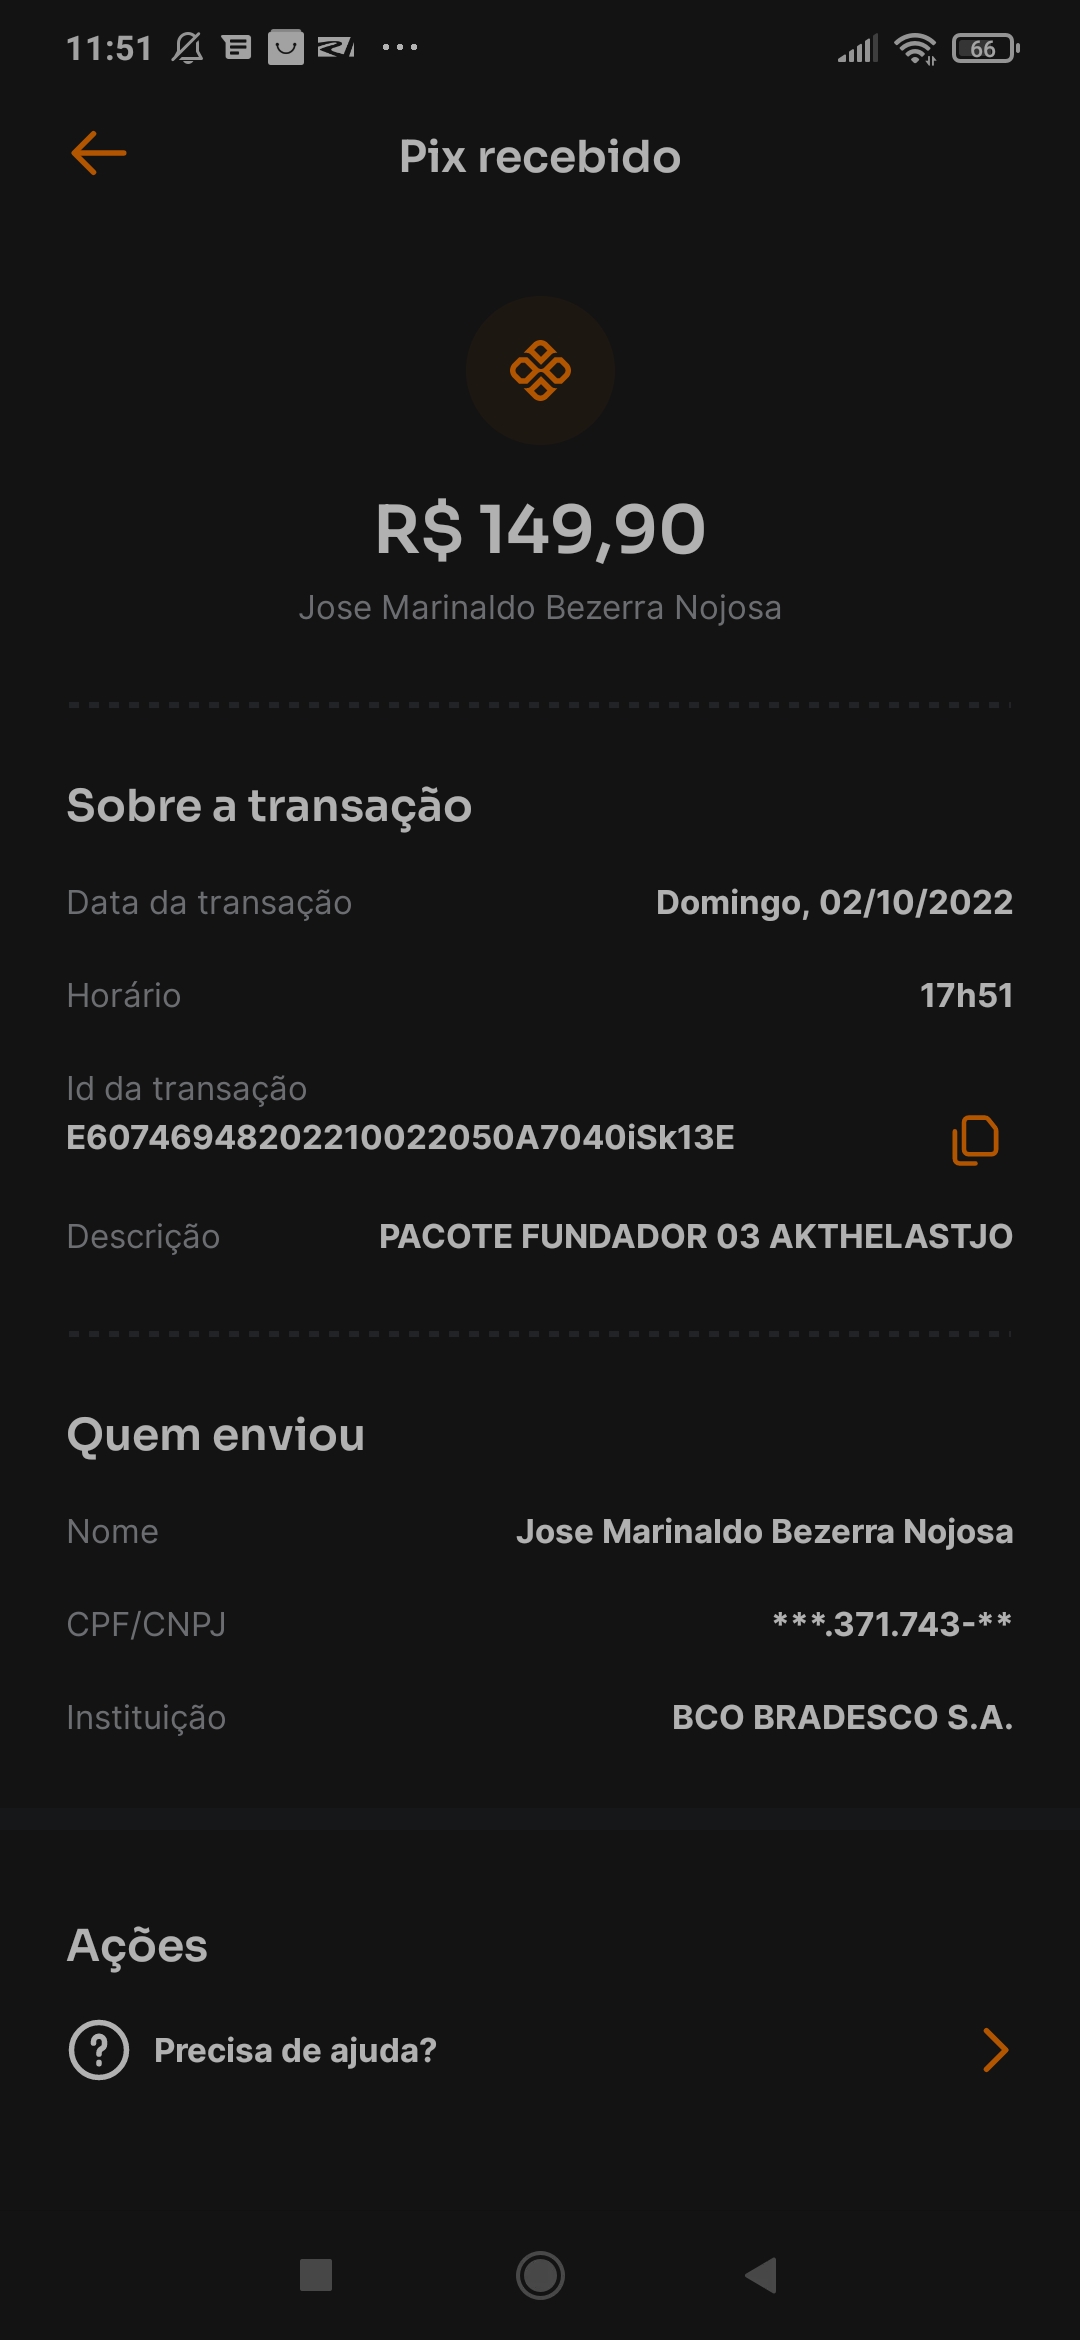 11:51
66
Pix recebido
R$ 149,90
Jose Marinaldo Bezerra Nojosa
Sobre a transação
Data da transação Domingo, 02/10/2022
Horário 17h51
Id da transação
E60746948202210022050A7040iSk13E
Descrição PACOTE FUNDADOR 03 AKTHELASTJO
Quem enviou
Nome Jose Marinaldo Bezerra Nojosa
CPF/CNPJ ***.371.743-**
Instituição BCO BRADESCO S.A.
Ações
Precisa de ajuda?